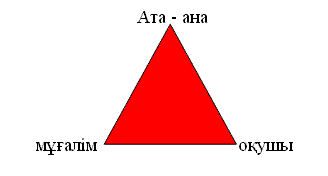 Ата - ана
мұғалім
оқушы